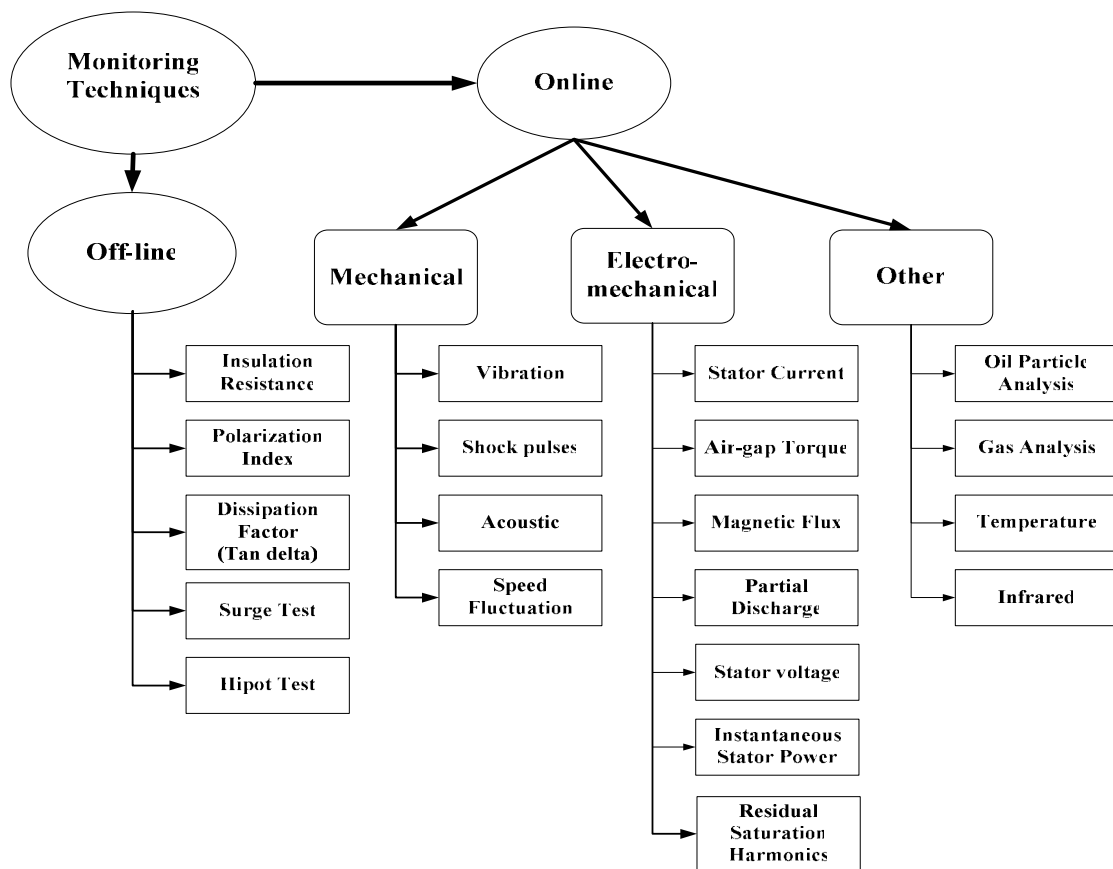 Monitoring
Techniques
Online
Off-line
Mechanical
Electro-
mechanical
Other
Insulation
Resistance
Polarization
Index
Dissipation
Factor
(Tan delta)
Surge Test
Hipot Test
Vibration
Shock pulses
Acoustic
Speed
Fluctuation
Stator Current
Air-gap Torque
Magnetic Flux
Partial
Discharge
Stator voltage
Instantaneous
Stator Power
Residual
Saturation
Harmonics
Oil Particle
Analysis
Gas Analysis
Temperature
Infrared